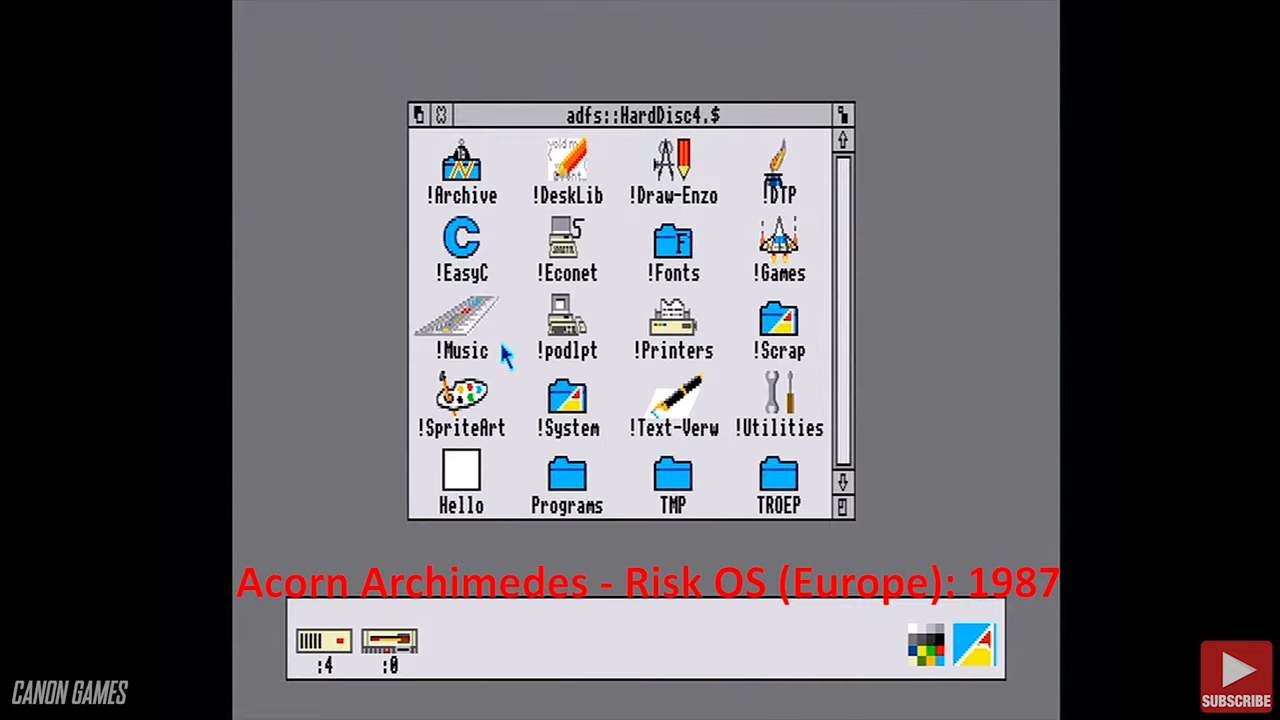 adfs::HardDisc4.$
!Archive !DeskLib !Draw-Enzo !DTP
!EasyC !Econet !Fonts !Games
!Music !podlpt !Printers !Scrap
!SpriteArt !System !Text-Verw !Utilities
Hello Programs TMP TROEP
Acorn Archimedes - Risk OS (Europe): 1987
:4 :0
CANON GAMES
SUBSCRIBE